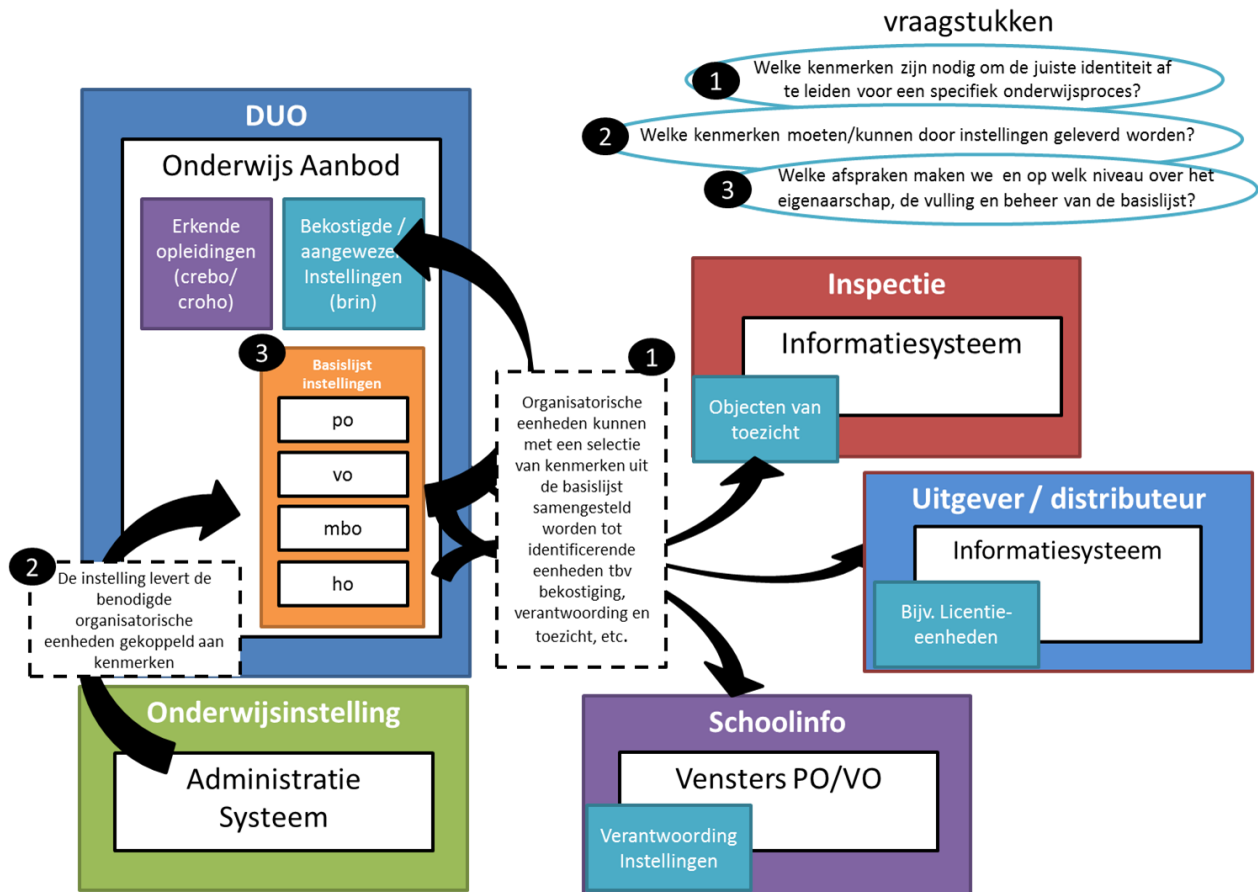 vraagstukken
1
Welke kenmerken zijn nodig om de juiste identiteit af
te leiden voor een specifiek onderwijsproces?
2
Welke kenmerken moeten/kunnen door instellingen geleverd worden?
3
Welke afspraken maken we en op welk niveau over het
eigenaarschap, de vulling en beheer van de basislijst?
DUO
Onderwijs Aanbod
Erkende
opleidingen
(crebo/
croho)
Bekostigde /
aangewezen
Instellingen
(brin)
3
Basislijst
instellingen
po
vo
mbo
ho
1
Organisatorische
eenheden kunnen
met een selectie
van kenmerken uit
de basislijst
samengesteld
worden tot
identificerende
eenheden tbv
bekostiging,
verantwoording en
toezicht, etc.
Inspectie
Informatiesysteem
Objecten van
toezicht
Uitgever / distributeur
Informatiesysteem
Bijv. Licentie-
eenheden
2
De instelling levert de
benodigde
organisatorische
eenheden gekoppeld aan
kenmerken
Onderwijsinstelling
Administratie
Systeem
Schoolinfo
Vensters PO/VO
Verantwoording
Instellingen